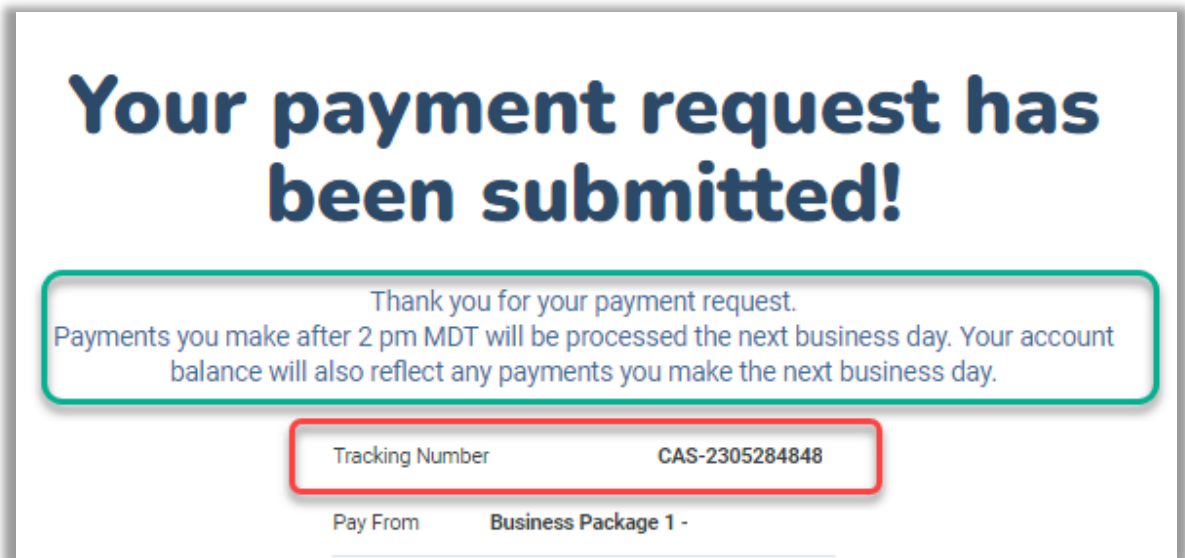 Your payment request has
been submitted!
Thank you for your payment request.
Payments you make after 2 pm MDT will be processed the next business day. Your account
balance will also reflect any payments you make the next business day.
Tracking Number CAS-2305284848
Pay From Business Package 1 -